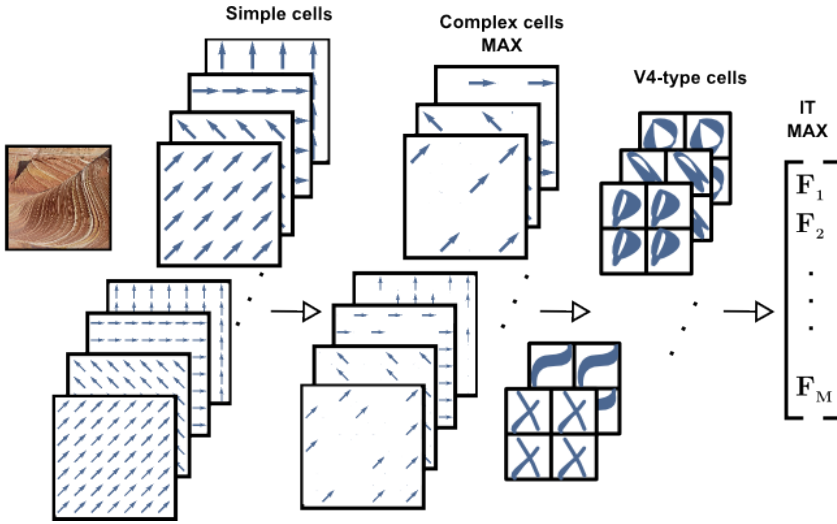 Simple cells
Complex cells
MAX
V4-type cells
IT
MAX
F1
F2
FM